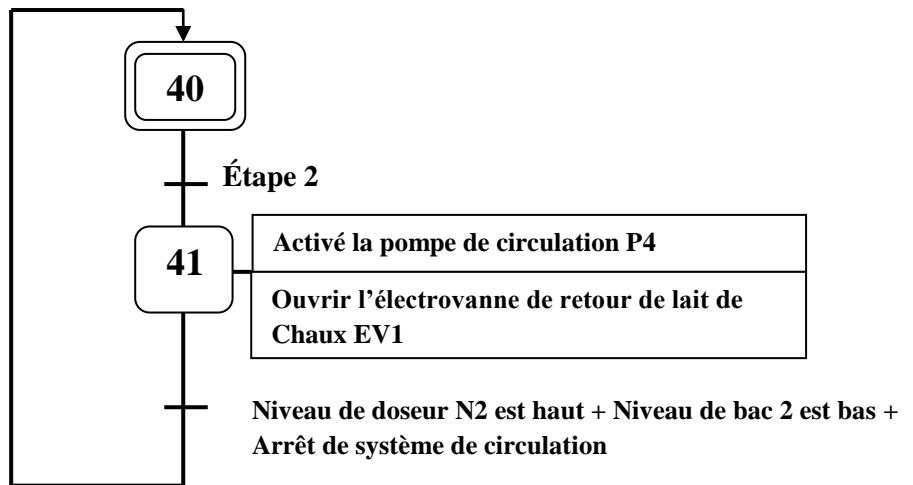 40
Étape 2
41
Activé la pompe de circulation P4
Ouvrir l’électrovanne de retour de lait de
Chaux EV1
Niveau de doseur N2 est haut + Niveau de bac 2 est bas +
Arrêt de système de circulation